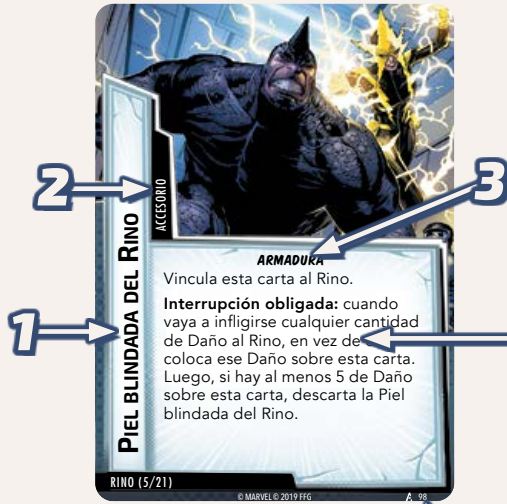 2
3
ACCESORIO
1
PIEL BLINDADA DEL RINO
ARMADURA
Vincula esta carta al Rino.
Interrupción obligada: cuando
vaya a infligirse cualquier cantidad
de Daño al Rino, en vez de
coloca ese Daño sobre esta carta.
Luego, si hay al menos 5 de Daño
sobre esta carta, descarta la Piel
blindada del Rino.
RINO (5/21)
© MARVEL © 2019 FFG
98